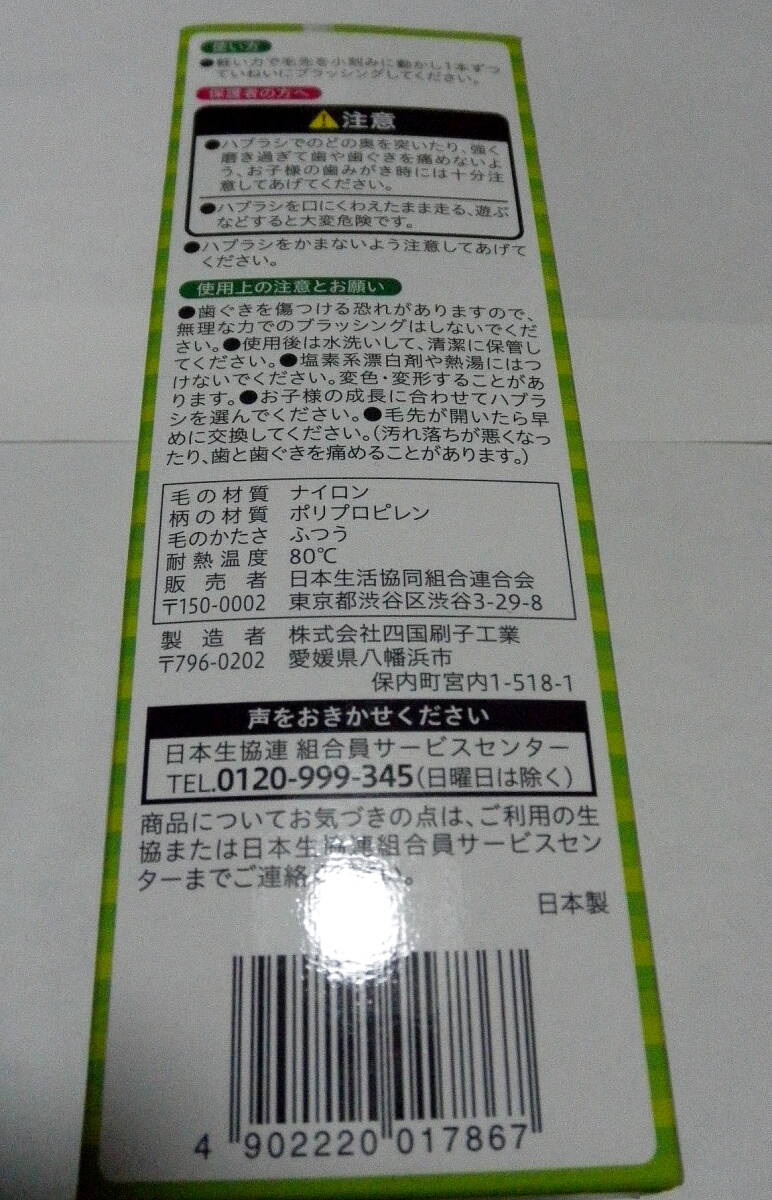 使い方
●軽い力で毛先を小刻みに動かし1本ずつ
ていねいにブラッシングしてください。
保護者の方へ
注意
●ハブラシでのどの奥を突いたり、強く
磨き過ぎて歯や歯ぐきを痛めないよ
う、お子様の歯みがき時には十分注
意してあげてください。
●ハブラシを口にくわえたまま走る、遊ぶ
などすると大変危険です。
●ハブラシをかまないよう注意してあげて
ください。
使用上の注意とお願い
●歯ぐきを傷つける恐れがありますので、
無理な力でのブラッシングはしないでくだ
さい。●使用後は水洗いして、清潔に保管し
てください。●塩素系漂白剤や熱湯にはつ
けないでください。変色・変形することがあ
ります。●お子様の成長に合わせてハブラ
シを選んでください。●毛先が開いたら早
めに交換してください。(汚れ落ちが悪くなっ
たり、歯と歯ぐきを痛めることがあります。)
毛の材質 ナイロン
柄の材質 ポリプロピレン
毛のかたさ ふつう
耐熱温度 80℃
販売者 日本生活協同組合連合会
〒150-0002 東京都渋谷区渋谷3-29-8
製造者 株式会社四国刷子工業
〒796-0202 愛媛県八幡浜市
保内町宮内1-518-1
声をおきかせください
日本生協連 組合員サービスセンター
TEL.0120-999-345(日曜日は除く)
商品についてお気づきの点は、ご利用の生
協または日本生協連組合員サービスセン
ターまでご連絡ください。
日本製
4 902220 017867